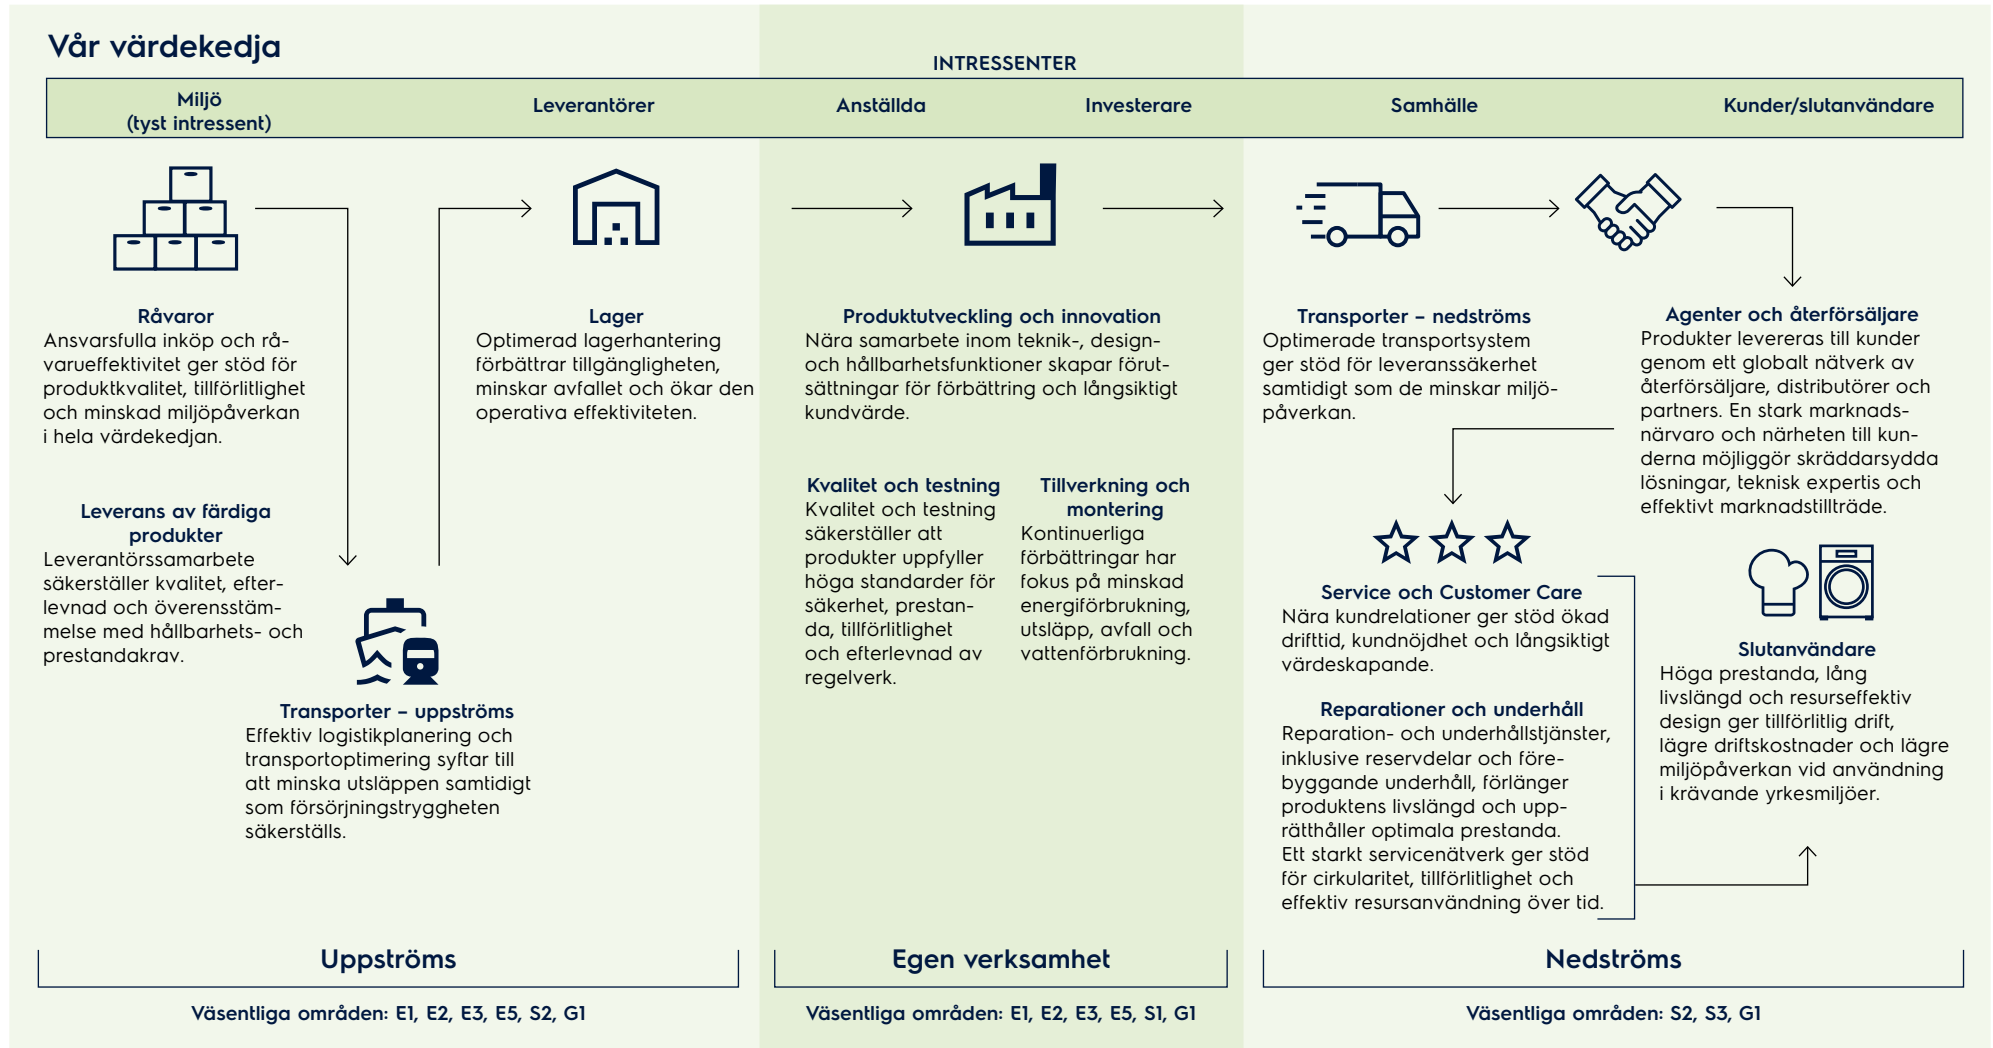 Vår värdekedja
INTRESSENTER
Miljö
(tyst intressent)
Leverantörer
Anställda
Investerare
Samhälle
Kunder/slutanvändare
Råvaror
Ansvarsfulla inköp och rå-
varueffektivitet ger stöd för
produktkvalitet, tillförlitlighet
och minskad miljöpåverkan
i hela värdekedjan.
Leverans av färdiga
produkter
Leverantörssamarbete
säkerställer kvalitet, efter-
levnad och överensstäm-
melse med hållbarhets- och
prestandakrav.
Transporter – uppströms
Effektiv logistikplanering och
transportoptimering syftar till
att minska utsläppen samtidigt
som försörjningstryggheten
säkerställs.
Lager
Optimerad lagerhantering
förbättrar tillgängligheten,
minskar avfallet och ökar den
operativa effektiviteten.
Produktutveckling och innovation
Nära samarbete inom teknik-, design-
och hållbarhetsfunktioner skapar förut-
sättningar för förbättring och långsiktigt
kundvärde.
Kvalitet och testning
Kvalitet och testning
säkerställer att
produkter uppfyller
höga standarder för
säkerhet, prestan-
da, tillförlitlighet
och efterlevnad av
regelverk.
Tillverkning och
montering
Kontinuerliga
förbättringar har
fokus på minskad
energiförbrukning,
utsläpp, avfall och
vattenförbrukning.
Transporter – nedströms
Optimerade transportsystem
ger stöd för leveranssäkerhet
samtidigt som de minskar miljö-
påverkan.
Agenter och återförsäljare
Produkter levereras till kunder
genom ett globalt nätverk av
återförsäljare, distributörer och
partners. En stark marknads-
närvaro och närheten till kun-
derna möjliggör skräddarsydda
lösningar, teknisk expertis och
effektivt marknadstillträde.
Service och Customer Care
Nära kundrelationer ger stöd ökad
drifttid, kundnöjdhet och långsiktigt
värdeskapande.
Reparationer och underhåll
Reparation- och underhållstjänster,
inklusive reservdelar och före-
byggande underhåll, förlänger
produktens livslängd och upp-
rätthåller optimala prestanda.
Ett starkt servicenätverk ger stöd
för cirkularitet, tillförlitlighet och
effektiv resursanvändning över tid.
Slutanvändare
Höga prestanda, lång
livslängd och resurseffektiv
design ger tillförlitlig drift,
lägre driftskostnader och lägre
miljöpåverkan vid användning
i krävande yrkesmiljöer.
Uppströms
Egen verksamhet
Nedströms
Väsentliga områden: E1, E2, E3, E5, S2, G1
Väsentliga områden: E1, E2, E3, E5, S1, G1
Väsentliga områden: S2, S3, G1